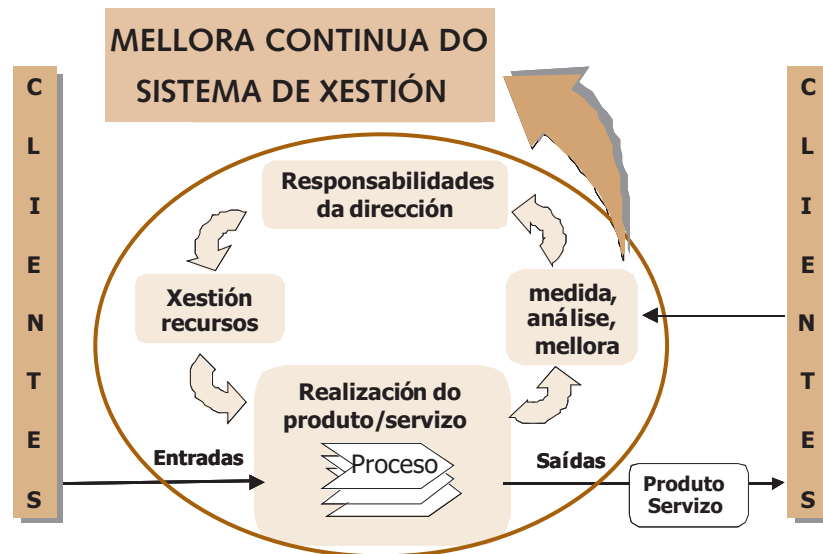 MELLORA CONTINUA DO
SISTEMA DE XESTIÓN
C
L
I
E
N
T
E
S
Responsabilidades
da dirección
Xestión
recursos
medida,
análise,
mellora
Realización do
produto/servizo
Proceso
Entradas
Saídas
Produto
Servizo
C
L
I
E
N
T
E
S